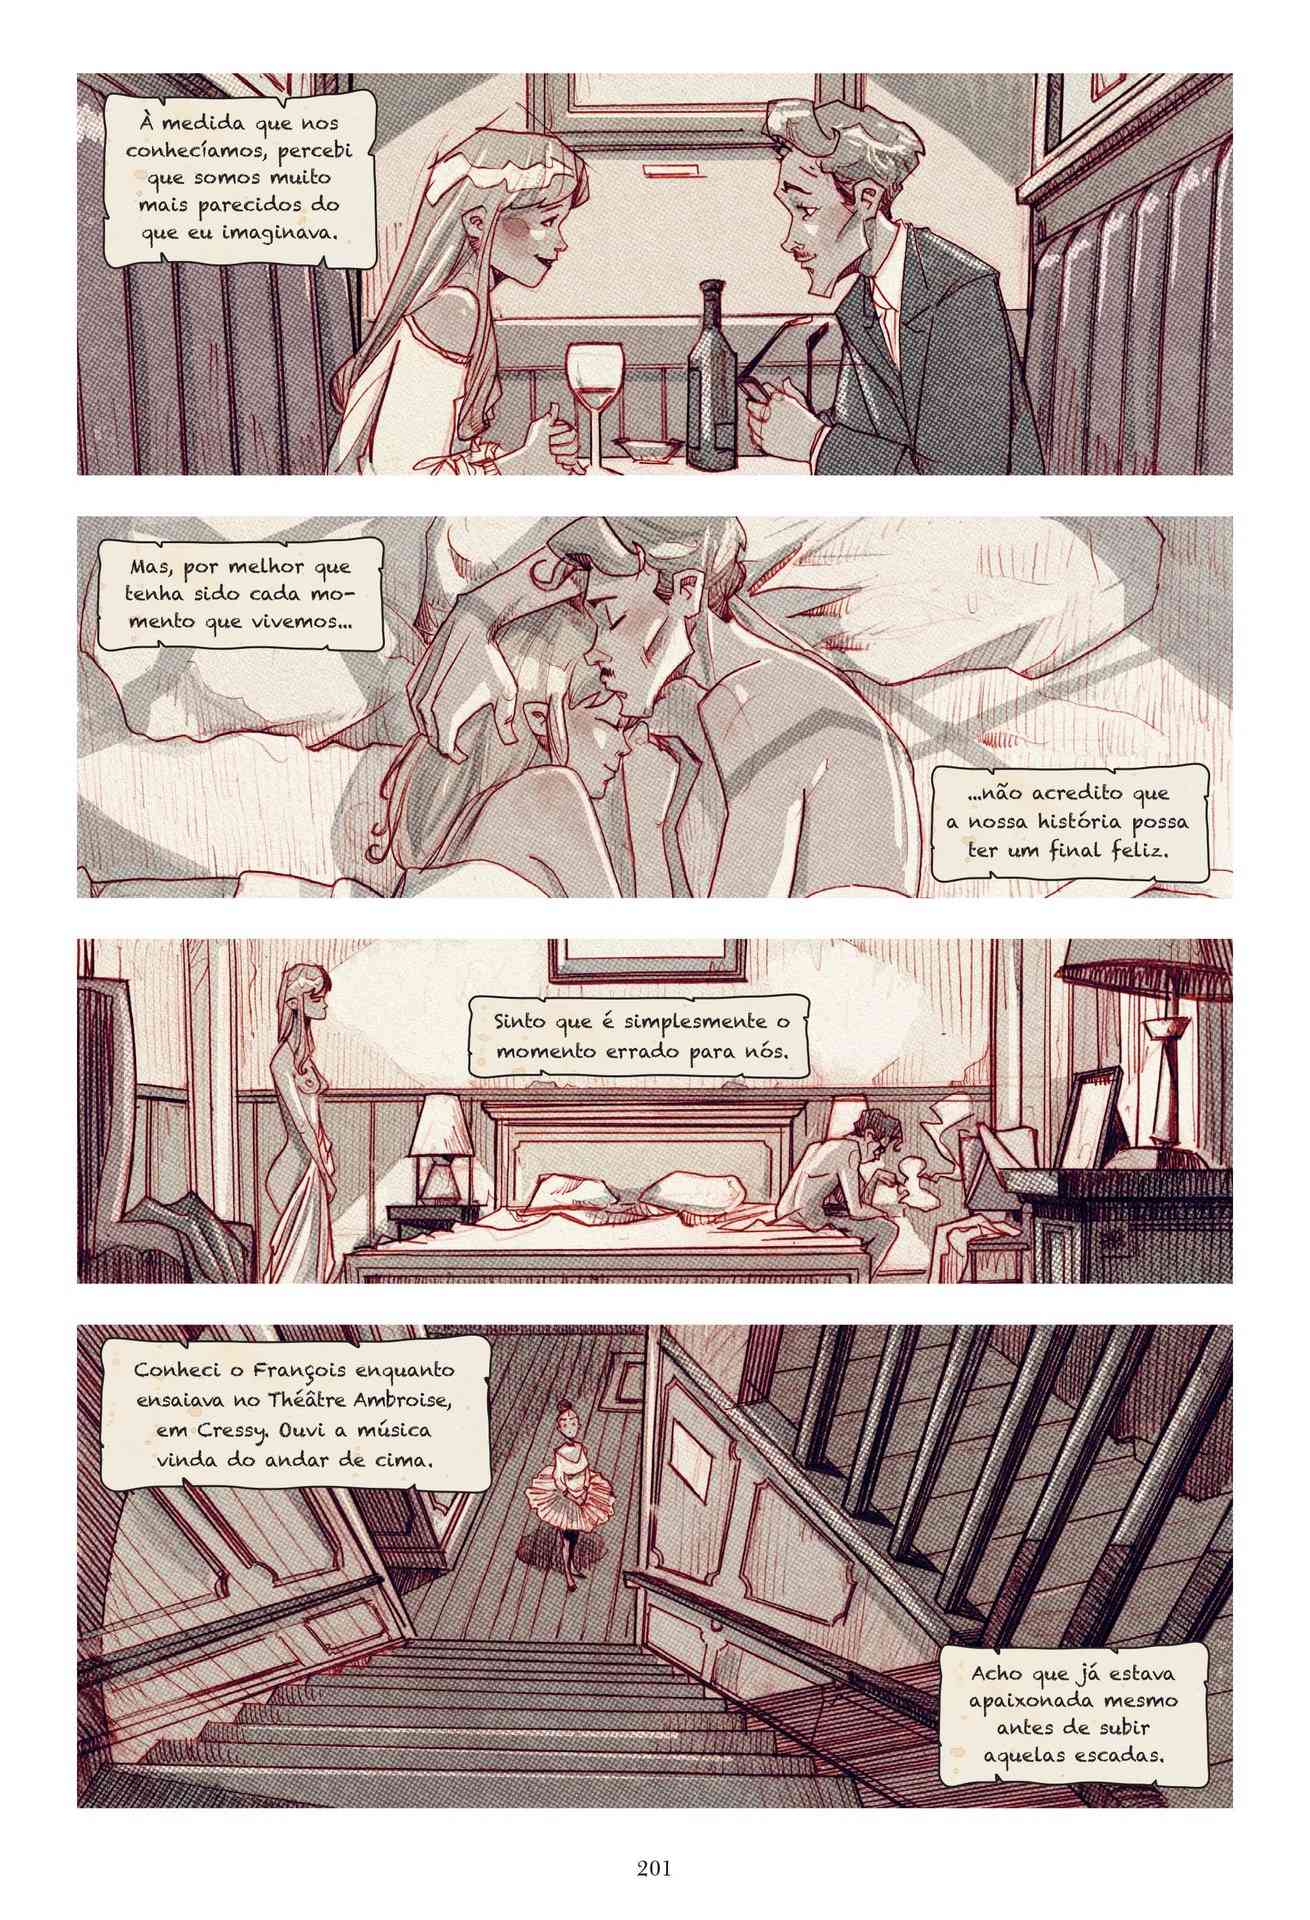 À medida que nos
conhecíamos, percebi
que somos muito
mais parecidos do
que eu imaginava.
Mas, por melhor que
tenha sido cada mo-
mento que vivemos...
...não acredito que
a nossa história possa
ter um final feliz.
Sinto que é simplesmente o
momento errado para nós.
Conheci o François enquanto
ensaiava no Théâtre Ambroise,
em Cressy. Ouvi a música
vinda do andar de cima.
Acho que já estava
apaixonada mesmo
antes de subir
aquelas escadas.
201